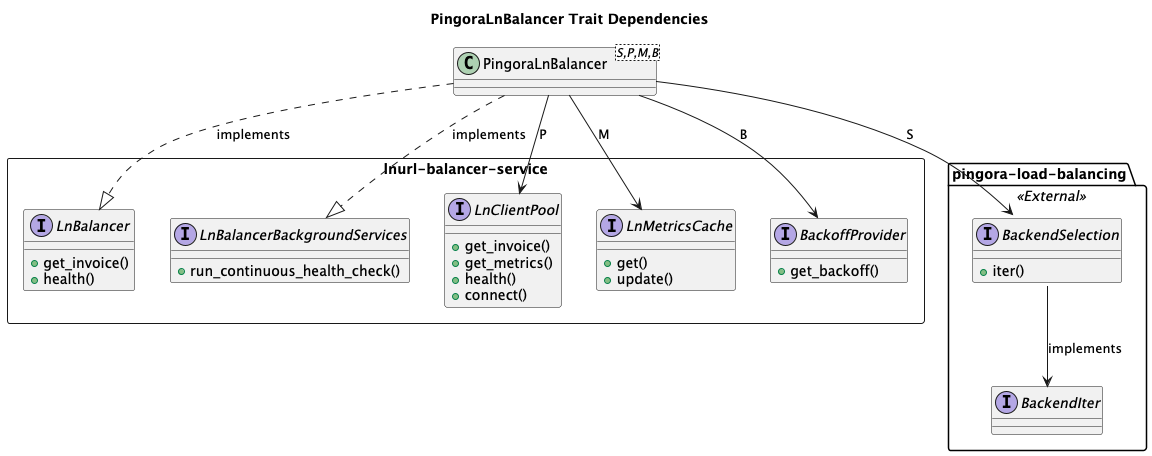 PingoraLnBalancer Trait Dependencies
C PingoraLnBalancer S,P,M,B
implements
implements
P
M
B
S
lnurl-balancer-service
pingora-load-balancing
«External»
I LnBalancer
get_invoice()
health()
I LnBalancerBackgroundServices
run_continuous_health_check()
I LnClientPool
get_invoice()
get_metrics()
health()
connect()
I LnMetricsCache
get()
update()
I BackoffProvider
get_backoff()
I BackendSelection
iter()
implements
I BackendIter